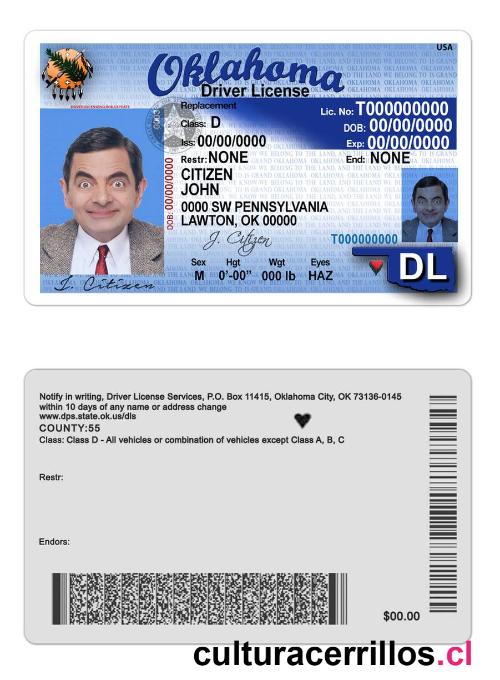 USA
Oklahoma
Driver License
Replacement
Lic. No: T000000000
Class: D
DOB: 00/00/0000
Iss: 00/00/0000
Exp: 00/00/0000
Restr: NONE
End: NONE
CITIZEN
JOHN
DOB: 00/00/0000
0000 SW PENNSYLVANIA
LAWTON, OK 00000
J. Citizen
T000000000
Sex Hgt Wgt Eyes
M 0'-00" 000 lb HAZ
DL
J. Citizen
Notify in writing, Driver License Services, P.O. Box 11415, Oklahoma City, OK 73136-0145
within 10 days of any name or address change
www.dps.state.ok.us/dls
COUNTY:55
Class: Class D - All vehicles or combination of vehicles except Class A, B, C
Restr:
Endors:
$00.00
culturacerrillos.cl